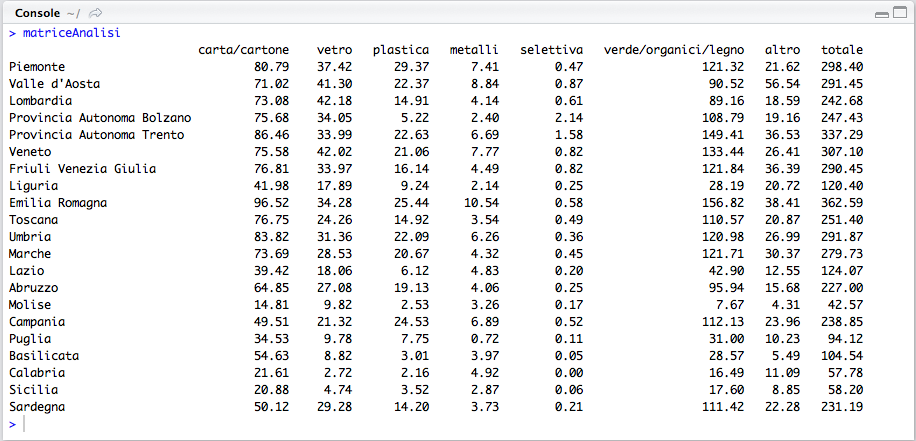 Console ~/
> matriceAnalisi
carta/cartone vetro plastica metalli selettiva verde/organici/legno altro totale
Piemonte 80.79 37.42 29.37 7.41 0.47 121.32 21.62 298.40
Valle d'Aosta 71.02 41.30 22.37 8.84 0.87 90.52 56.54 291.45
Lombardia 73.08 42.18 14.91 4.14 0.61 89.16 18.59 242.68
Provincia Autonoma Bolzano 75.68 34.05 5.22 2.40 2.14 108.79 19.16 247.43
Provincia Autonoma Trento 86.46 33.99 22.63 6.69 1.58 149.41 36.53 337.29
Veneto 75.58 42.02 21.06 7.77 0.82 133.44 26.41 307.10
Friuli Venezia Giulia 76.81 33.97 16.14 4.49 0.82 121.84 36.39 290.45
Liguria 41.98 17.89 9.24 2.14 0.25 28.19 20.72 120.40
Emilia Romagna 96.52 34.28 25.44 10.54 0.58 156.82 38.41 362.59
Toscana 76.75 24.26 14.92 3.54 0.49 110.57 20.87 251.40
Umbria 83.82 31.36 22.09 6.26 0.36 120.98 26.99 291.87
Marche 73.69 28.53 20.67 4.32 0.45 121.71 30.37 279.73
Lazio 39.42 18.06 6.12 4.83 0.20 42.90 12.55 124.07
Abruzzo 64.85 27.08 19.13 4.06 0.25 95.94 15.68 227.00
Molise 14.81 9.82 2.53 3.26 0.17 7.67 4.31 42.57
Campania 49.51 21.32 24.53 6.89 0.52 112.13 23.96 238.85
Puglia 34.53 9.78 7.75 0.72 0.11 31.00 10.23 94.12
Basilicata 54.63 8.82 3.01 3.97 0.05 28.57 5.49 104.54
Calabria 21.61 2.72 2.16 4.92 0.00 16.49 11.09 57.78
Sicilia 20.88 4.74 3.52 2.87 0.06 17.60 8.85 58.20
Sardegna 50.12 29.28 14.20 3.73 0.21 111.42 22.28 231.19
>